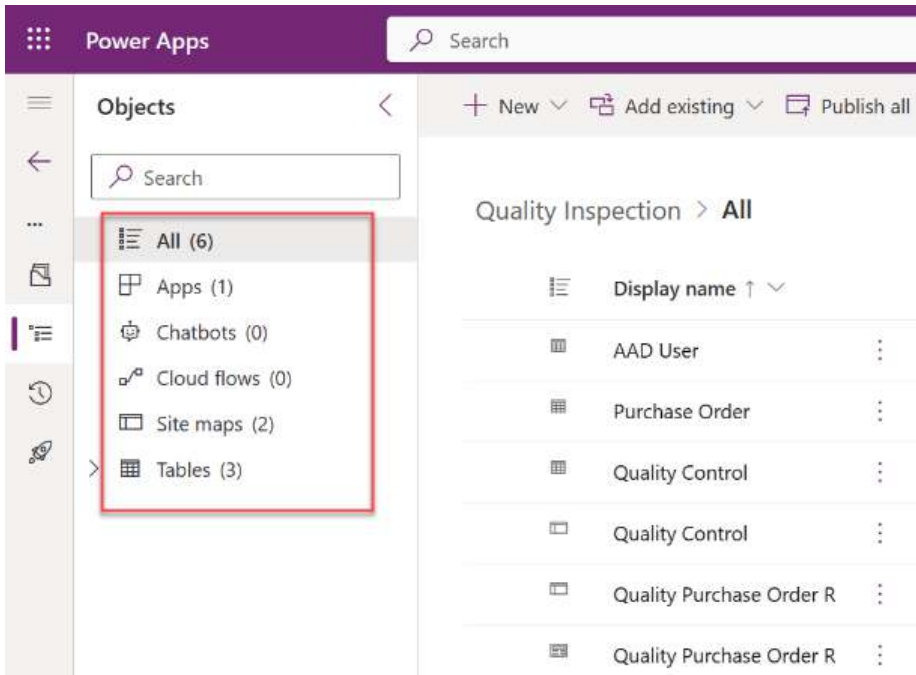 Power Apps
Search
Objects
New
Add existing
Publish all
Search
Quality Inspection > All
All (6)
Apps (1)
Chatbots (0)
Cloud flows (0)
Site maps (2)
Tables (3)
Display name ↑
AAD User
Purchase Order
Quality Control
Quality Control
Quality Purchase Order R
Quality Purchase Order R